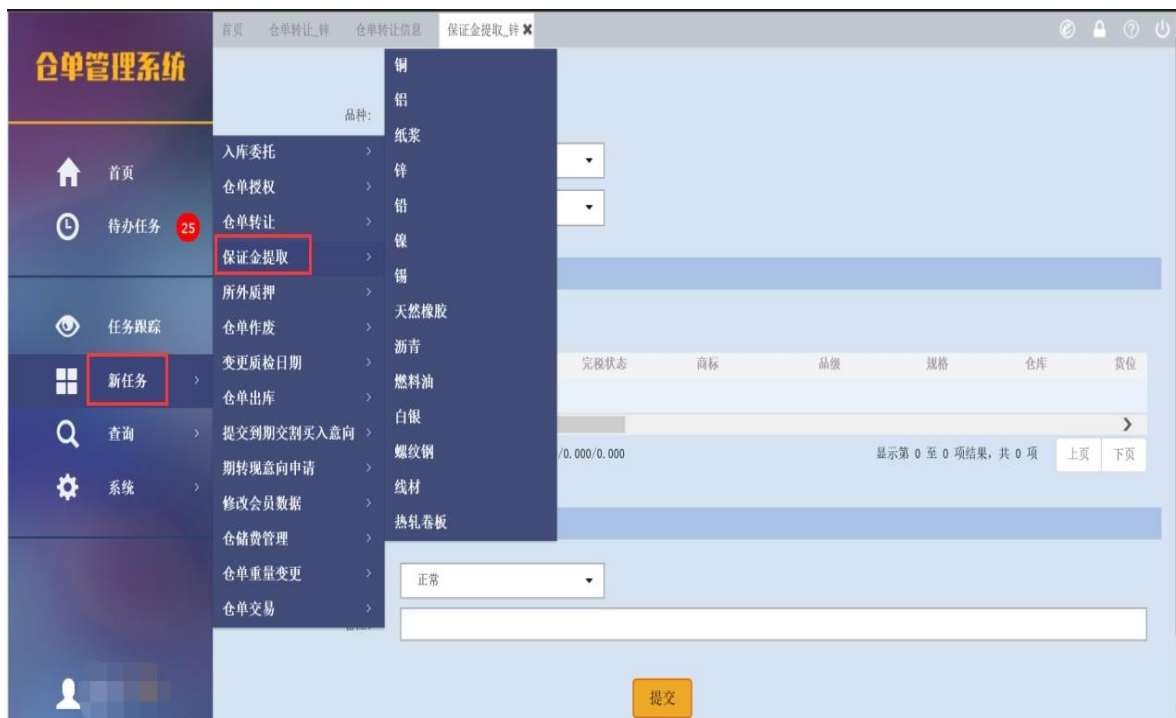 仓单管理系统
首页
待办任务 25
任务跟踪
新任务
查询
系统
首页 仓单转让_锌 仓单转让信息 保证金提取_锌
品种:
入库委托
仓单授权
仓单转让
保证金提取
所外质押
仓单作废
变更质检日期
仓单出库
提交到期交割买入意向
期转现意向申请
修改会员数据
仓储费管理
仓单重量变更
仓单交易
铜
铝
纸浆
锌
铅
镍
锡
天然橡胶
沥青
燃料油
白银
螺纹钢
线材
热轧卷板
完税状态 商标 品级 规格 仓库 货位
/0.000/0.000 显示第 0 至 0 项结果，共 0 项 上页 下页
正常
提交